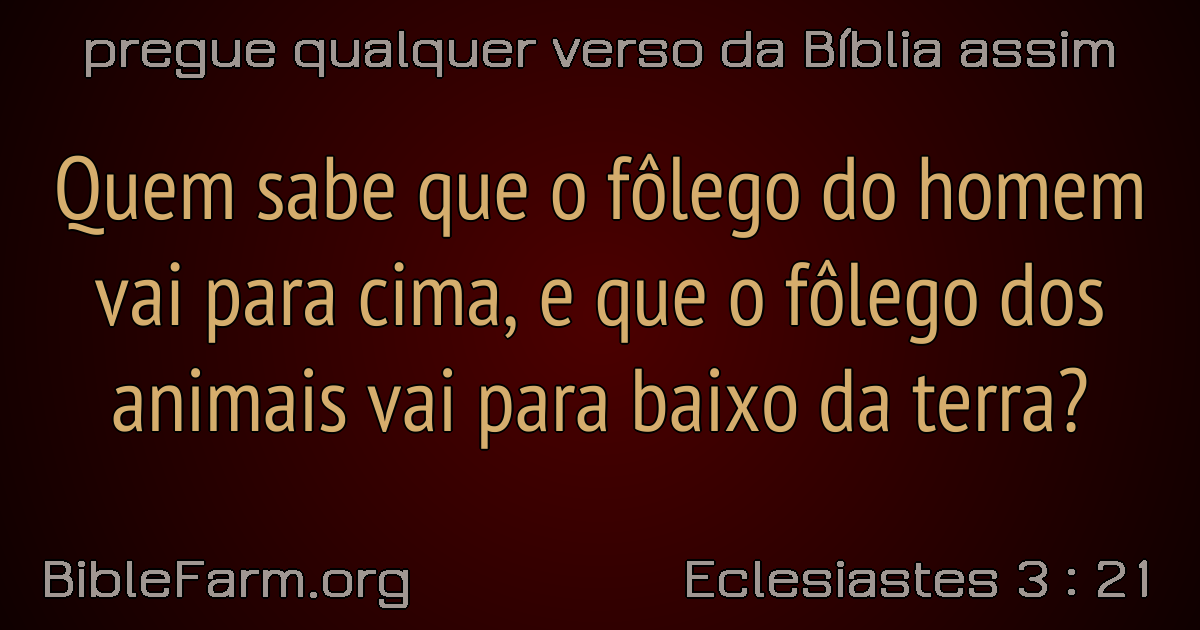 pregue qualquer verso da Bíblia assim
Quem sabe que o fôlego do homem
vai para cima, e que o fôlego dos
animais vai para baixo da terra?
BibleFarm.org
Eclesiastes 3 : 21